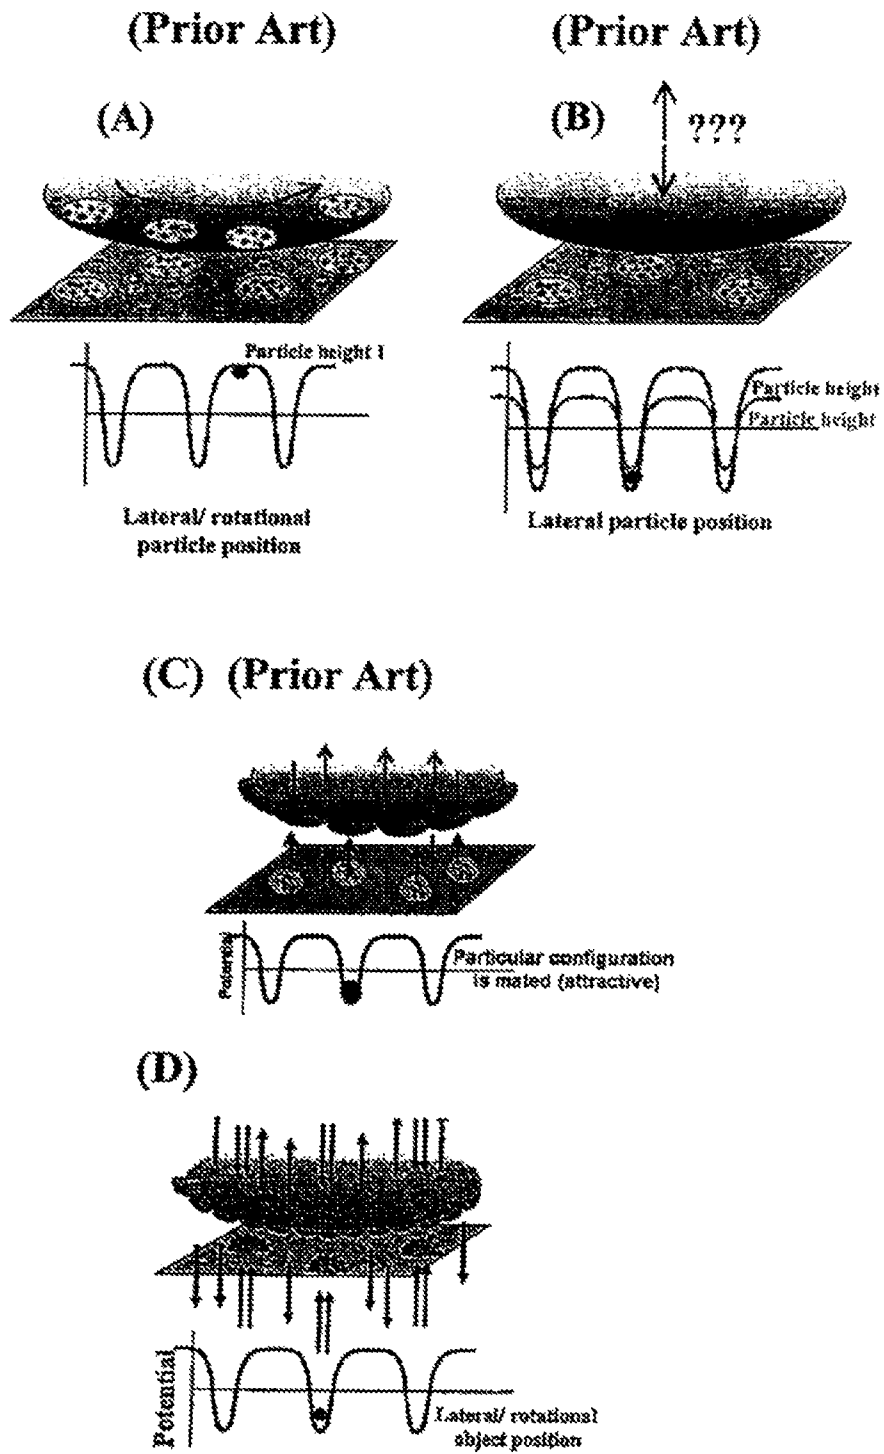 (Prior Art)
(Prior Art)
(A)
(B)
???
Particle height 1
Lateral/ rotational
particle position
Particle height
Particle height
Lateral particle position
(C) (Prior Art)
Potential
Particular configuration
is mated (attractive)
(D)
Potential
Lateral/ rotational
object position